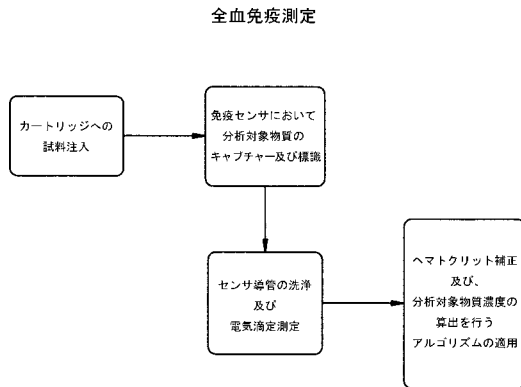 全血免疫測定
カートリッジへの
試料注入
免疫センサにおいて
分析対象物質の
キャプチャー及び標識
センサ導管の洗浄
及び
電気滴定測定
ヘマトクリット補正
及び、
分析対象物質濃度の
算出を行う
アルゴリズムの適用